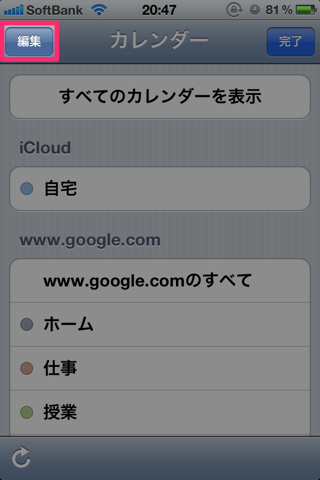 SoftBank 20:47 81%
編集 カレンダー 完了
すべてのカレンダーを表示
iCloud
自宅
www.google.com
www.google.comのすべて
ホーム
仕事
授業